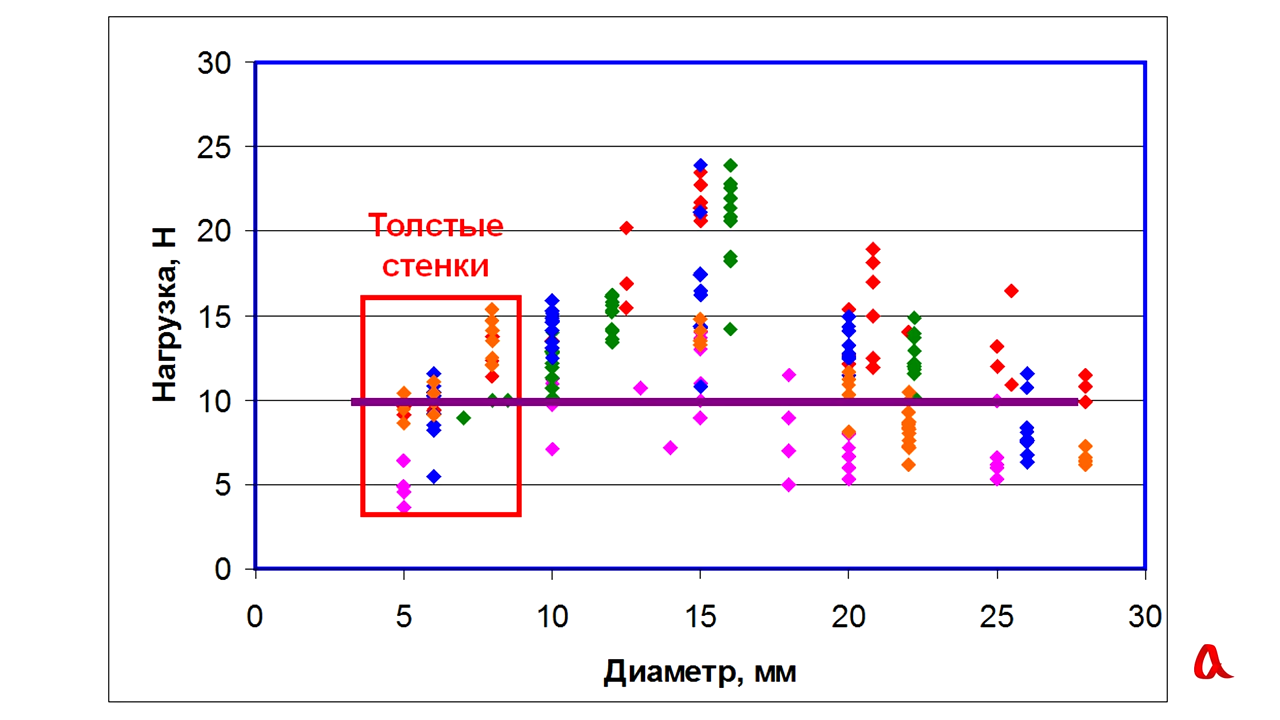 30
25
20
15
10
5
0
Нагрузка, Н
Толстые
стенки
0 5 10 15 20 25 30
Диаметр, мм
a